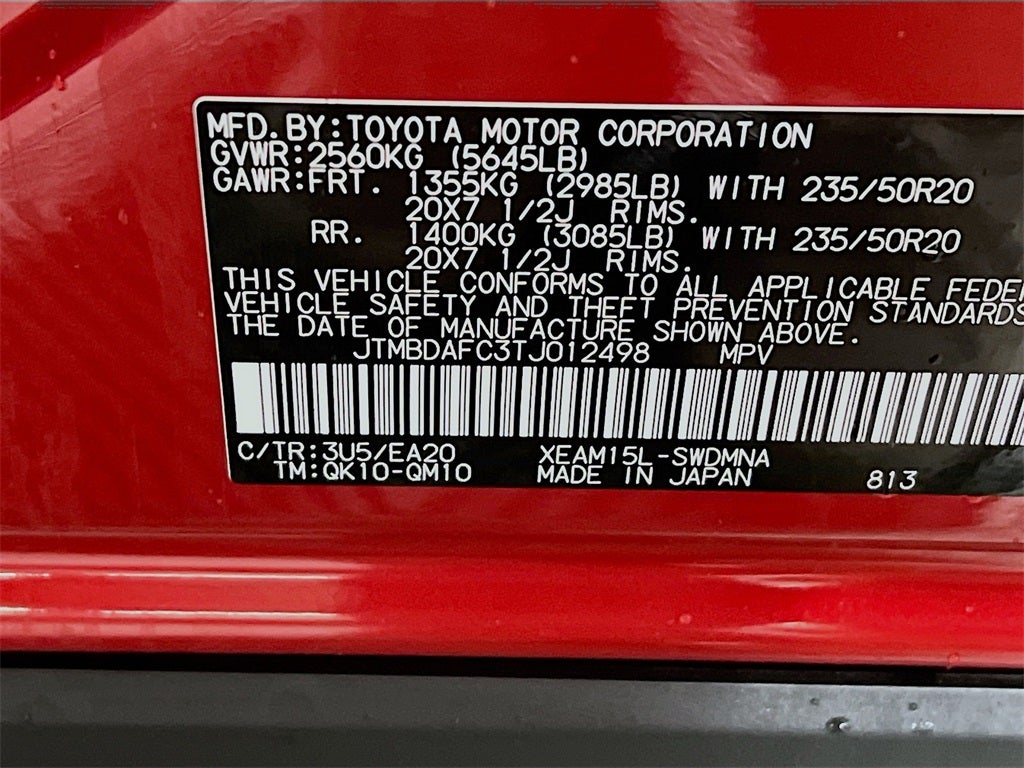 MFD.BY:TOYOTA MOTOR CORPORATION
GVWR:2560KG (5645LB)
GAWR:FRT. 1355KG (2985LB) WITH 235/50R20
20X7 1/2J RIMS.
RR. 1400KG (3085LB) WITH 235/50R20
20X7 1/2J RIMS.
THIS VEHICLE CONFORMS TO ALL APPLICABLE FEDE
VEHICLE SAFETY AND THEFT PREVENTION STANDARDS
THE DATE OF MANUFACTURE SHOWN ABOVE.
JTMBDAFC3TJ012498 MPV
C/TR:3U5/EA20 XEAM15L-SWDMNA
TM:QK10-QM10 MADE IN JAPAN 813